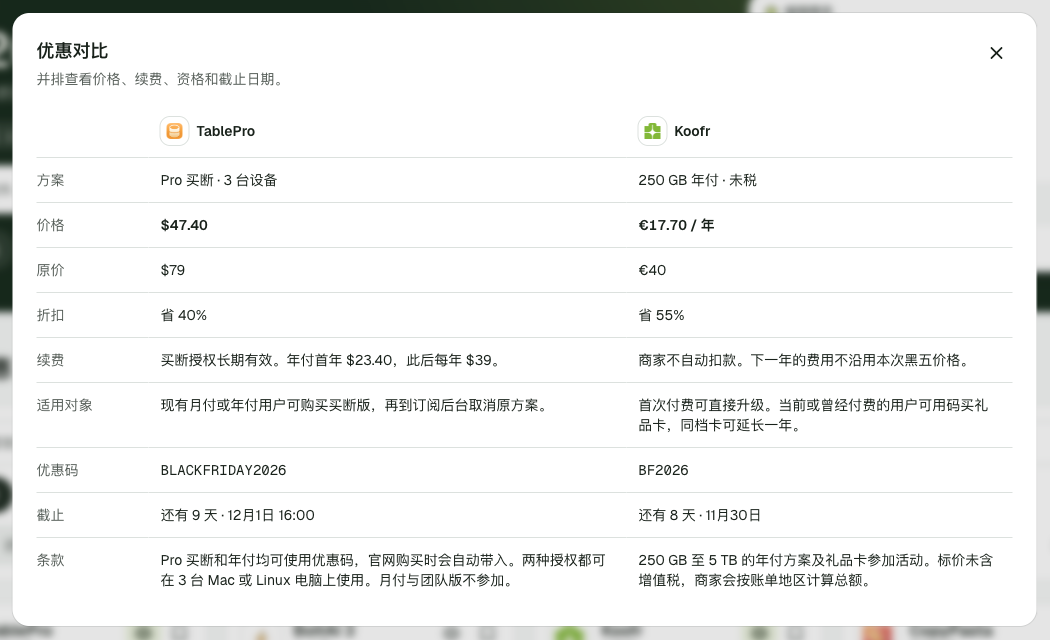 优惠对比
并排查看价格、续费、资格和截止日期。
TablePro
Koofr
方案
Pro 买断 · 3 台设备
250 GB 年付 · 未税
价格
$47.40
€17.70 / 年
原价
$79
€40
折扣
省 40%
省 55%
续费
买断授权长期有效。年付首年 $23.40，此后每年 $39。
商家不自动扣款。下一年的费用不沿用本次黑五价格。
适用对象
现有月付或年付用户可购买买断版，再到订阅后台取消原方案。
首次付费可直接升级。当前或曾经付费的用户可用码买礼
品卡，同档卡可延长一年。
优惠码
BLACKFRIDAY2026
BF2026
截止
还有 9 天 · 12月1日 16:00
还有 8 天 · 11月30日
条款
Pro 买断和年付均可使用优惠码，官网购买时会自动带入。两种授权都可
在 3 台 Mac 或 Linux 电脑上使用。月付与团队版不参加。
250 GB 至 5 TB 的年付方案及礼品卡参加活动。标价未含
增值税，商家会按账单地区计算总额。